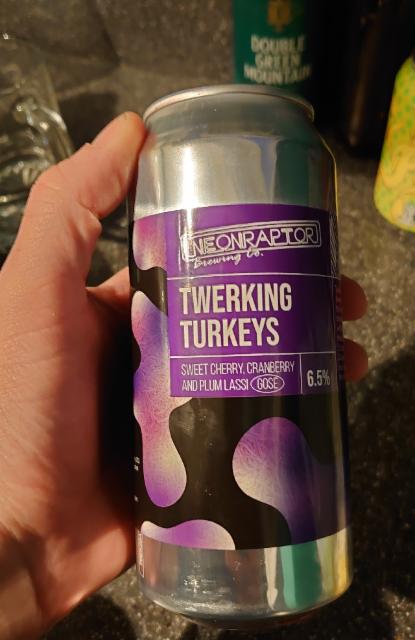 DOUBLE
GREEN
MOUNTAIN
NEONRAPTOR
Brewing Co.
TWERKING
TURKEYS
SWEET CHERRY, CRANBERRY
AND PLUM LASSI GOSE
6.5%